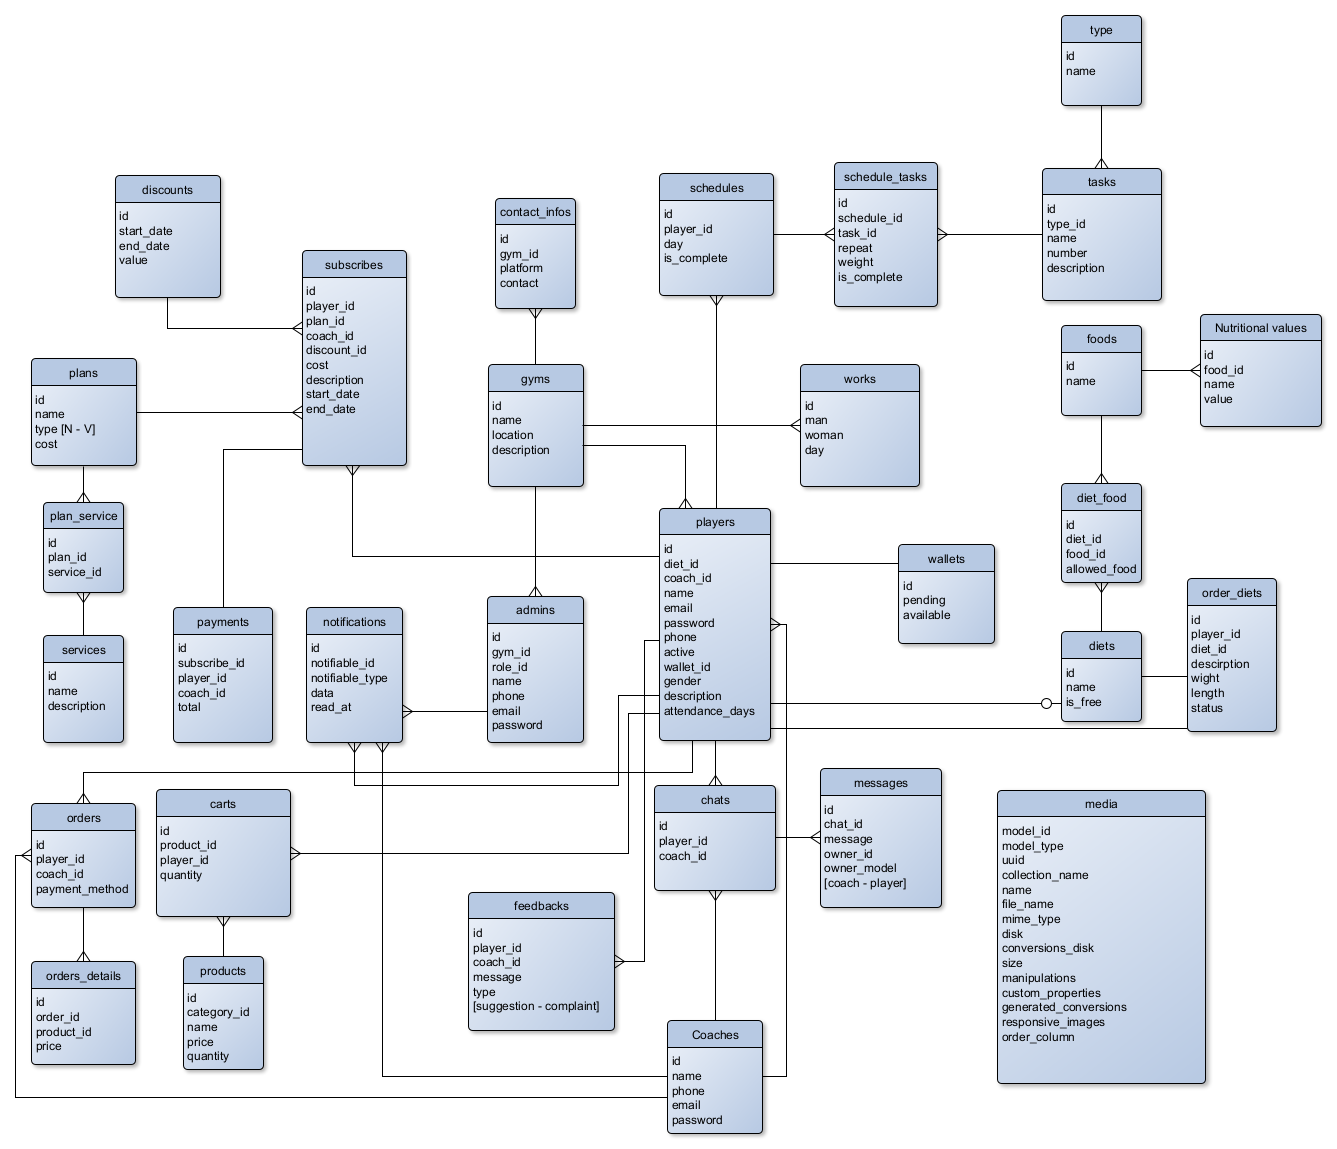 type
id
name
discounts
id
start_date
end_date
value
subscribes
id
player_id
plan_id
coach_id
discount_id
cost
description
start_date
end_date
contact_infos
id
gym_id
platform
contact
schedules
id
player_id
day
is_complete
schedule_tasks
id
schedule_id
task_id
repeat
weight
is_complete
tasks
id
type_id
name
number
description
plans
id
name
type [N - V]
cost
gyms
id
name
location
description
works
id
man
woman
day
foods
id
name
Nutritional values
id
food_id
name
value
plan_service
id
plan_id
service_id
players
id
diet_id
coach_id
name
email
password
phone
active
wallet_id
gender
description
attendance_days
wallets
id
pending
available
diet_food
id
diet_id
food_id
allowed_food
order_diets
id
player_id
diet_id
descirption
wight
length
status
services
id
name
description
payments
id
subscribe_id
player_id
coach_id
total
notifications
id
notifiable_id
notifiable_type
data
read_at
admins
id
gym_id
role_id
name
phone
email
password
diets
id
name
is_free
orders
id
player_id
coach_id
payment_method
carts
id
product_id
player_id
quantity
chats
id
player_id
coach_id
messages
id
chat_id
message
owner_id
owner_model
[coach - player]
media
model_id
model_type
uuid
collection_name
name
file_name
mime_type
disk
conversions_disk
size
manipulations
custom_properties
generated_conversions
responsive_images
order_column
feedbacks
id
player_id
coach_id
message
type
[suggestion - complaint]
orders_details
id
order_id
product_id
price
products
id
category_id
name
price
quantity
Coaches
id
name
phone
email
password